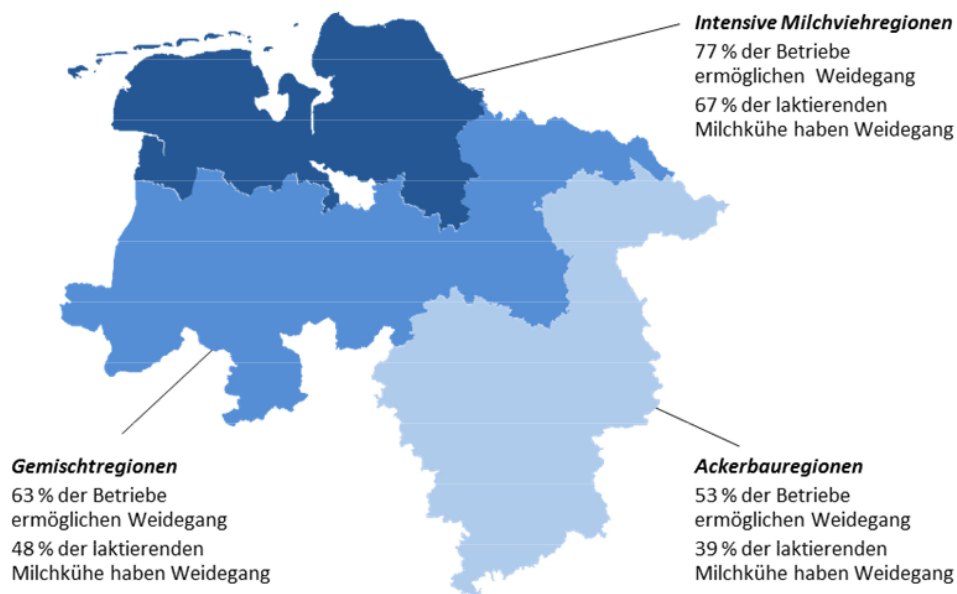 Intensive Milchviehregionen
77 % der Betriebe
ermöglichen Weidegang
67 % der laktierenden
Milchkühe haben Weidegang
Gemischtregionen
63 % der Betriebe
ermöglichen Weidegang
48 % der laktierenden
Milchkühe haben Weidegang
Ackerbauregionen
53 % der Betriebe
ermöglichen Weidegang
39 % der laktierenden
Milchkühe haben Weidegang